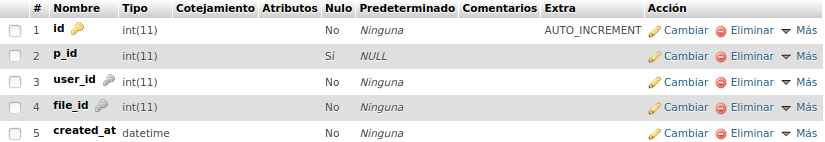 # Nombre Tipo Cotejamiento Atributos Nulo Predeterminado Comentarios Extra Acción
1 id int(11) No Ninguna AUTO_INCREMENT Cambiar Eliminar Más
2 p_id int(11) Sí NULL Cambiar Eliminar Más
3 user_id int(11) No Ninguna Cambiar Eliminar Más
4 file_id int(11) No Ninguna Cambiar Eliminar Más
5 created_at datetime No Ninguna Cambiar Eliminar Más